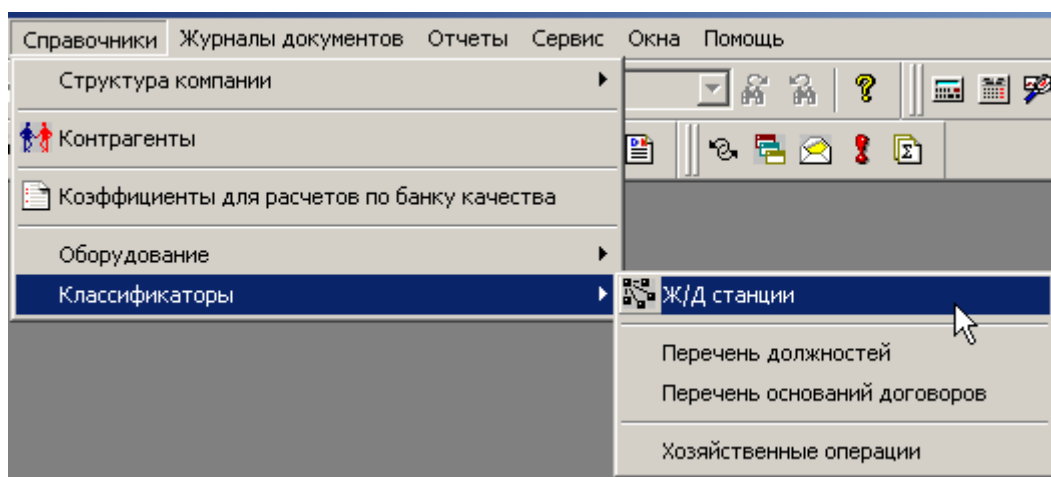 Справочники Журналы документов Отчеты Сервис Окна Помощь
Структура компании
Контрагенты
Коэффициенты для расчетов по банку качества
Оборудование
Классификаторы
Ж/Д станции
Перечень должностей
Перечень оснований договоров
Хозяйственные операции